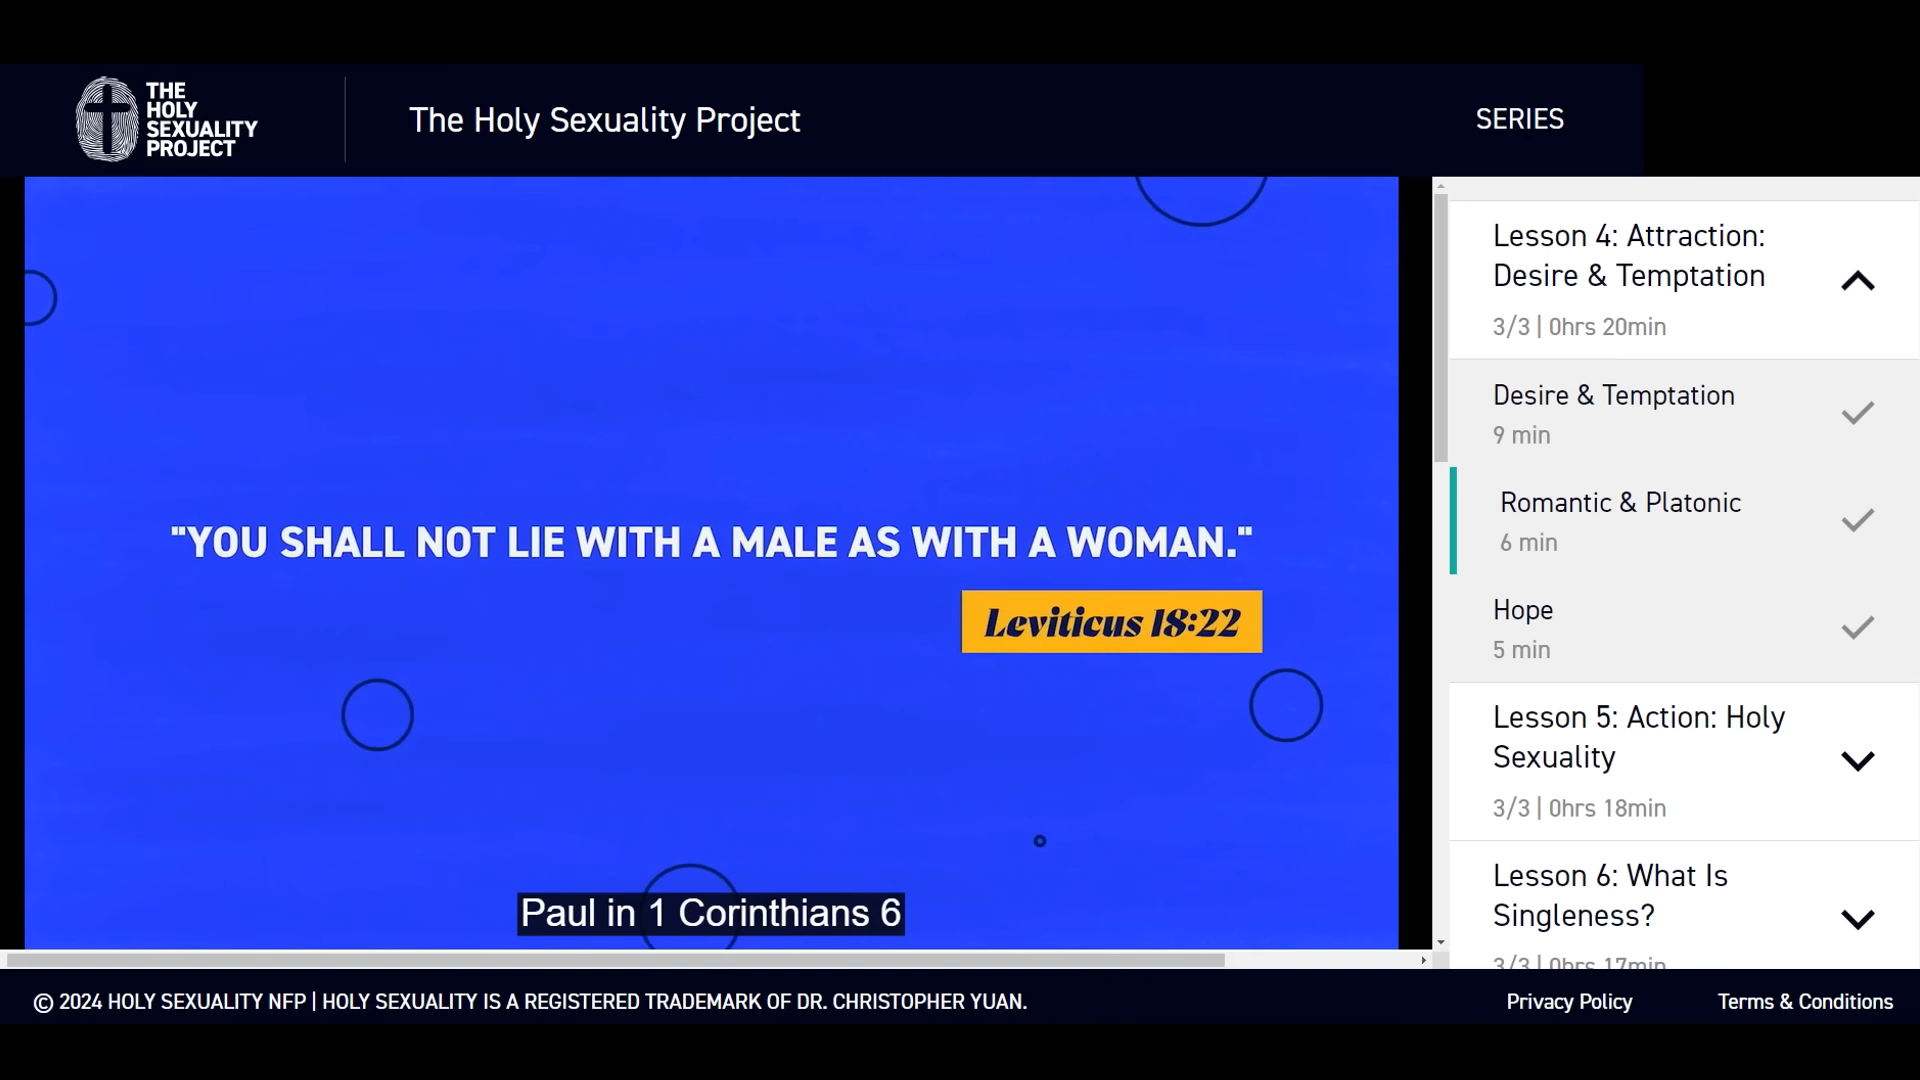 THE
HOLY
SEXUALITY
PROJECT
The Holy Sexuality Project
SERIES
"YOU SHALL NOT LIE WITH A MALE AS WITH A WOMAN."
Leviticus 18:22
Paul in 1 Corinthians 6
Lesson 4: Attraction:
Desire & Temptation
3/3 | 0hrs 20min
Desire & Temptation
9 min
Romantic & Platonic
6 min
Hope
5 min
Lesson 5: Action: Holy
Sexuality
3/3 | 0hrs 18min
Lesson 6: What Is
Singleness?
3/3 | 0hrs 17min
© 2024 HOLY SEXUALITY NFP | HOLY SEXUALITY IS A REGISTERED TRADEMARK OF DR. CHRISTOPHER YUAN.
Privacy Policy
Terms & Conditions